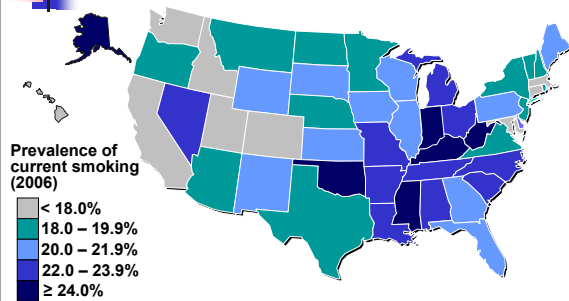 Prevalence of
current smoking
(2006)
< 18.0%
18.0 – 19.9%
20.0 – 21.9%
22.0 – 23.9%
≥ 24.0%